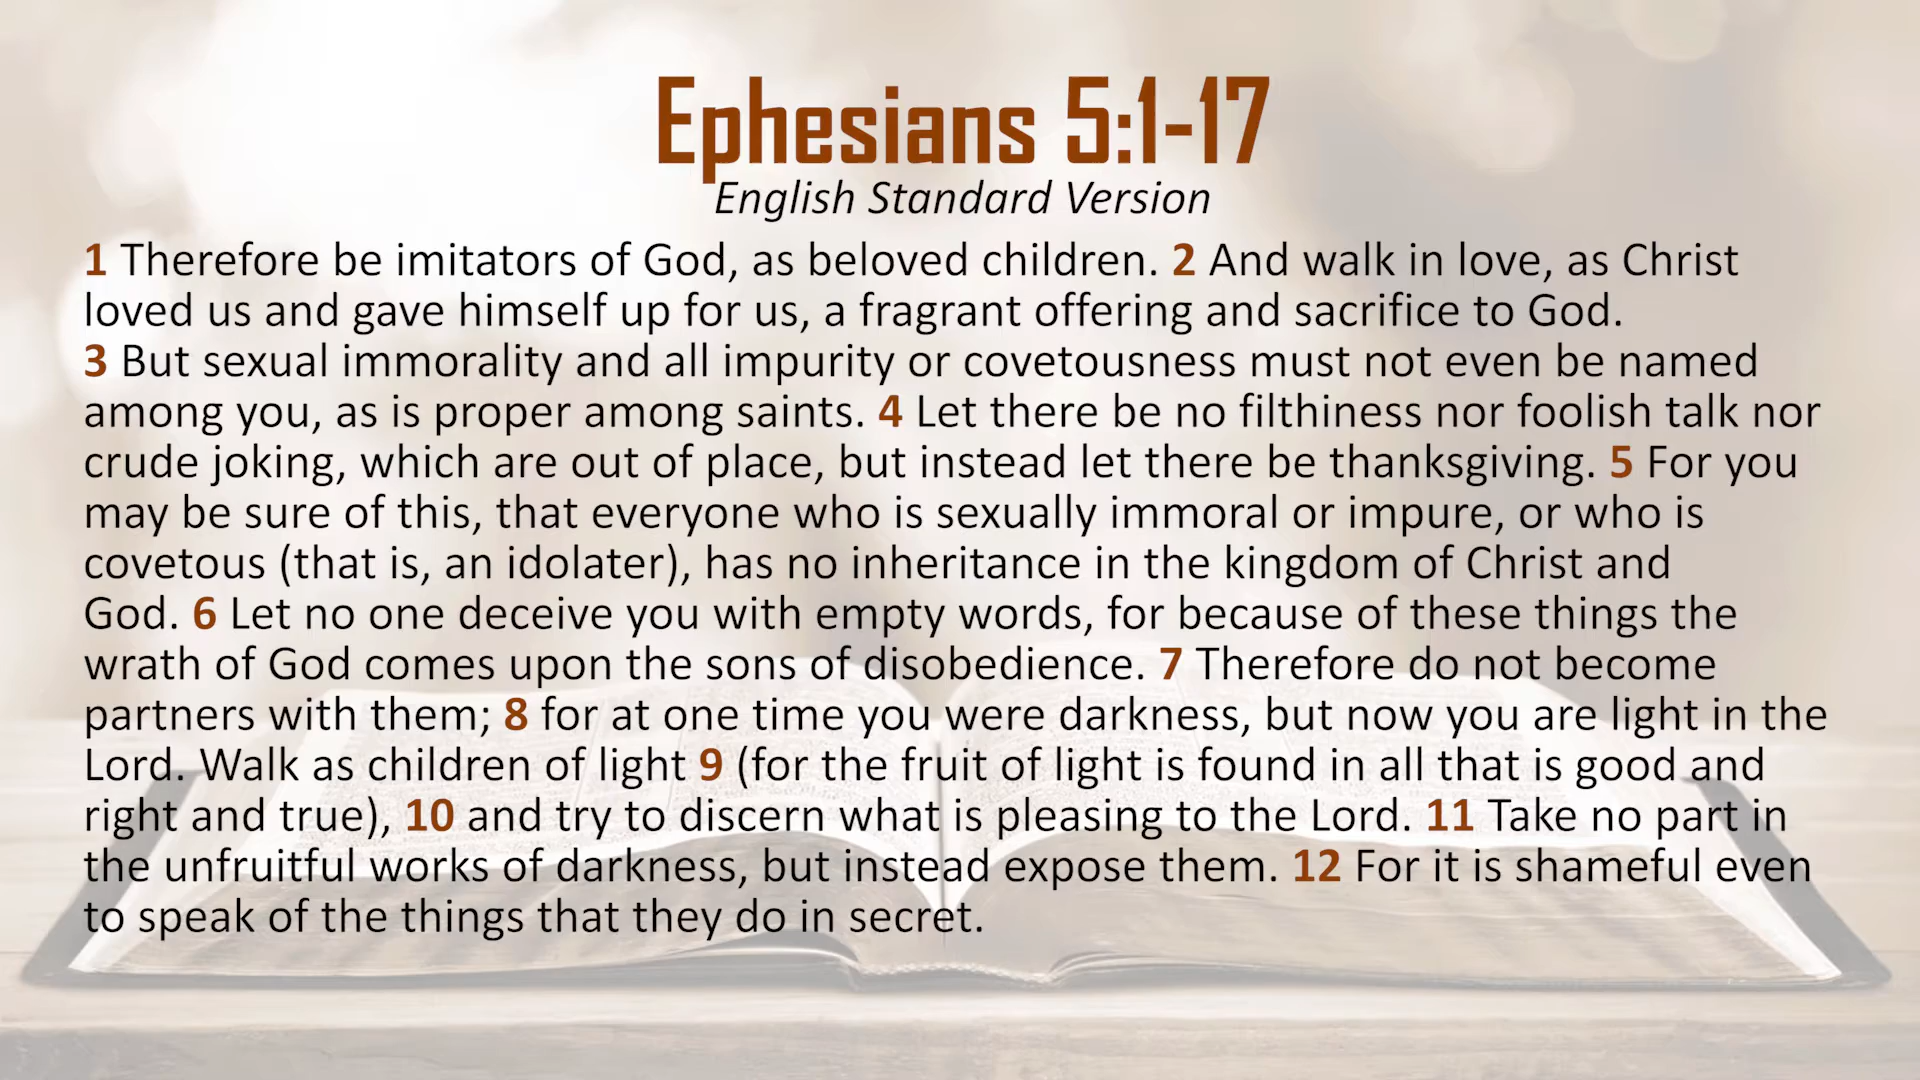 Ephesians 5:1-17
English Standard Version
1 Therefore be imitators of God, as beloved children. 2 And walk in love, as Christ
loved us and gave himself up for us, a fragrant offering and sacrifice to God.
3 But sexual immorality and all impurity or covetousness must not even be named
among you, as is proper among saints. 4 Let there be no filthiness nor foolish talk nor
crude joking, which are out of place, but instead let there be thanksgiving. 5 For you
may be sure of this, that everyone who is sexually immoral or impure, or who is
covetous (that is, an idolater), has no inheritance in the kingdom of Christ and
God. 6 Let no one deceive you with empty words, for because of these things the
wrath of God comes upon the sons of disobedience. 7 Therefore do not become
partners with them; 8 for at one time you were darkness, but now you are light in the
Lord. Walk as children of light 9 (for the fruit of light is found in all that is good and
right and true), 10 and try to discern what is pleasing to the Lord. 11 Take no part in
the unfruitful works of darkness, but instead expose them. 12 For it is shameful even
to speak of the things that they do in secret.